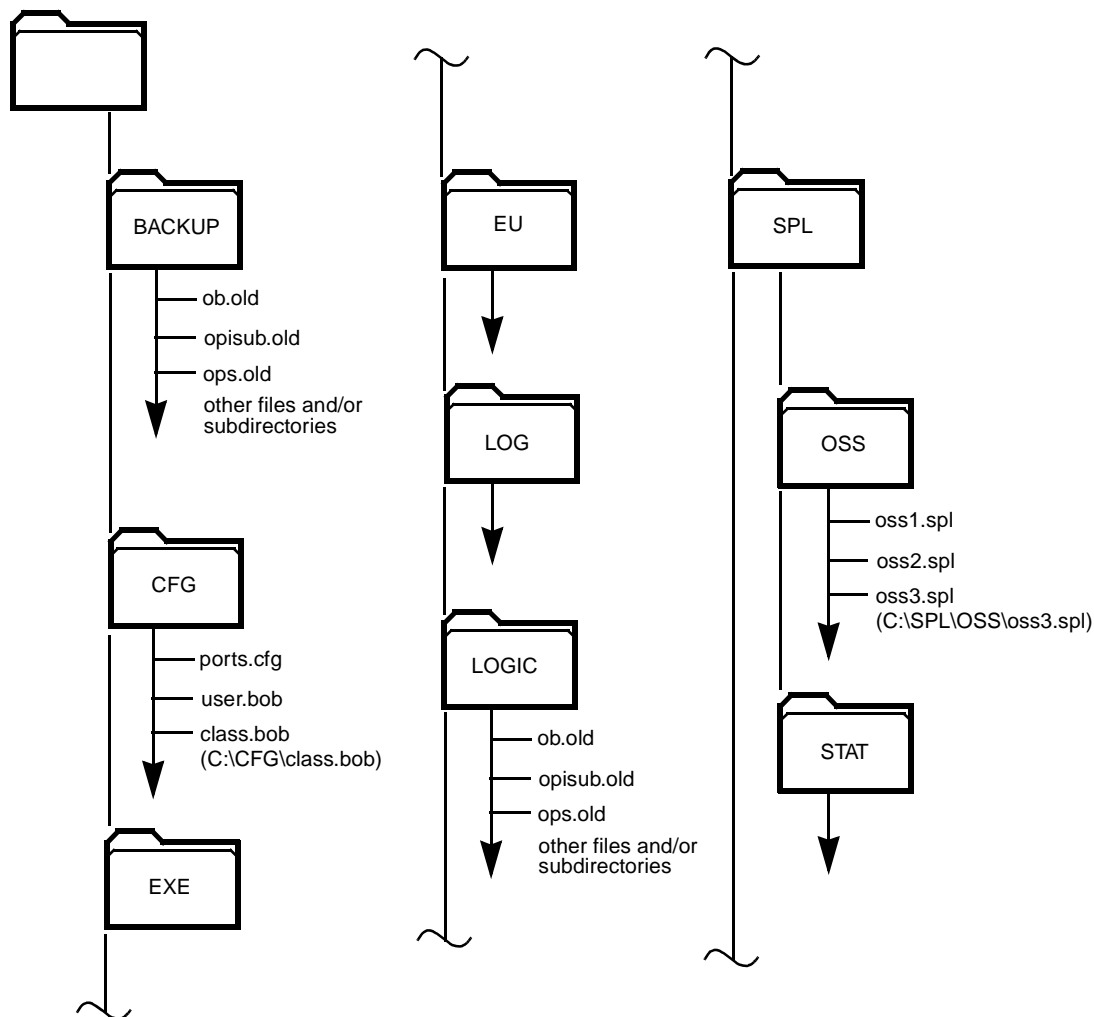 BACKUP
ob.old
opisub.old
ops.old
other files and/or
subdirectories
CFG
ports.cfg
user.bob
class.bob
(C:\CFG\class.bob)
EXE
EU
LOG
LOGIC
ob.old
opisub.old
ops.old
other files and/or
subdirectories
SPL
OSS
oss1.spl
oss2.spl
oss3.spl
(C:\SPL\OSS\oss3.spl)
STAT